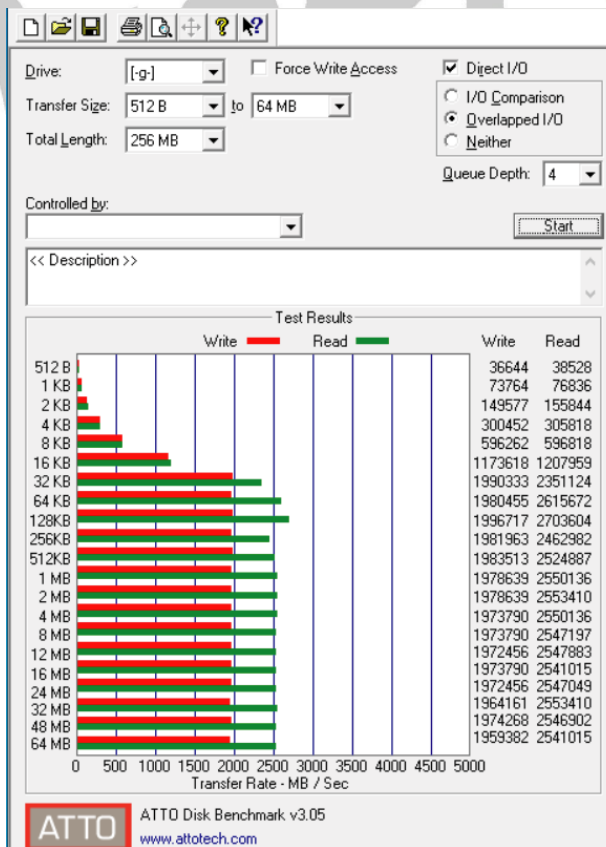 Drive: [-g-] Force Write Access Direct I/O
Transfer Size: 512 B to 64 MB I/O Comparison
Overlapped I/O
Total Length: 256 MB Neither
Queue Depth: 4
Controlled by:
Start
<< Description >>
Test Results
Write Read Write Read
512 B 36644 38528
1 KB 73764 76836
2 KB 149577 155844
4 KB 300452 305818
8 KB 596262 596818
16 KB 1173618 1207959
32 KB 1990333 2351124
64 KB 1980455 2615672
128KB 1996717 2703604
256KB 1981963 2462982
512KB 1983513 2524887
1 MB 1978639 2550136
2 MB 1978639 2553410
4 MB 1973790 2550136
8 MB 1973790 2547197
12 MB 1972456 2547883
16 MB 1973790 2541015
24 MB 1972456 2547049
32 MB 1964161 2553410
48 MB 1974268 2546902
64 MB 1959382 2541015
0 500 1000 1500 2000 2500 3000 3500 4000 4500 5000
Transfer Rate - MB / Sec
ATTO
ATTO Disk Benchmark v3.05
www.attotech.com